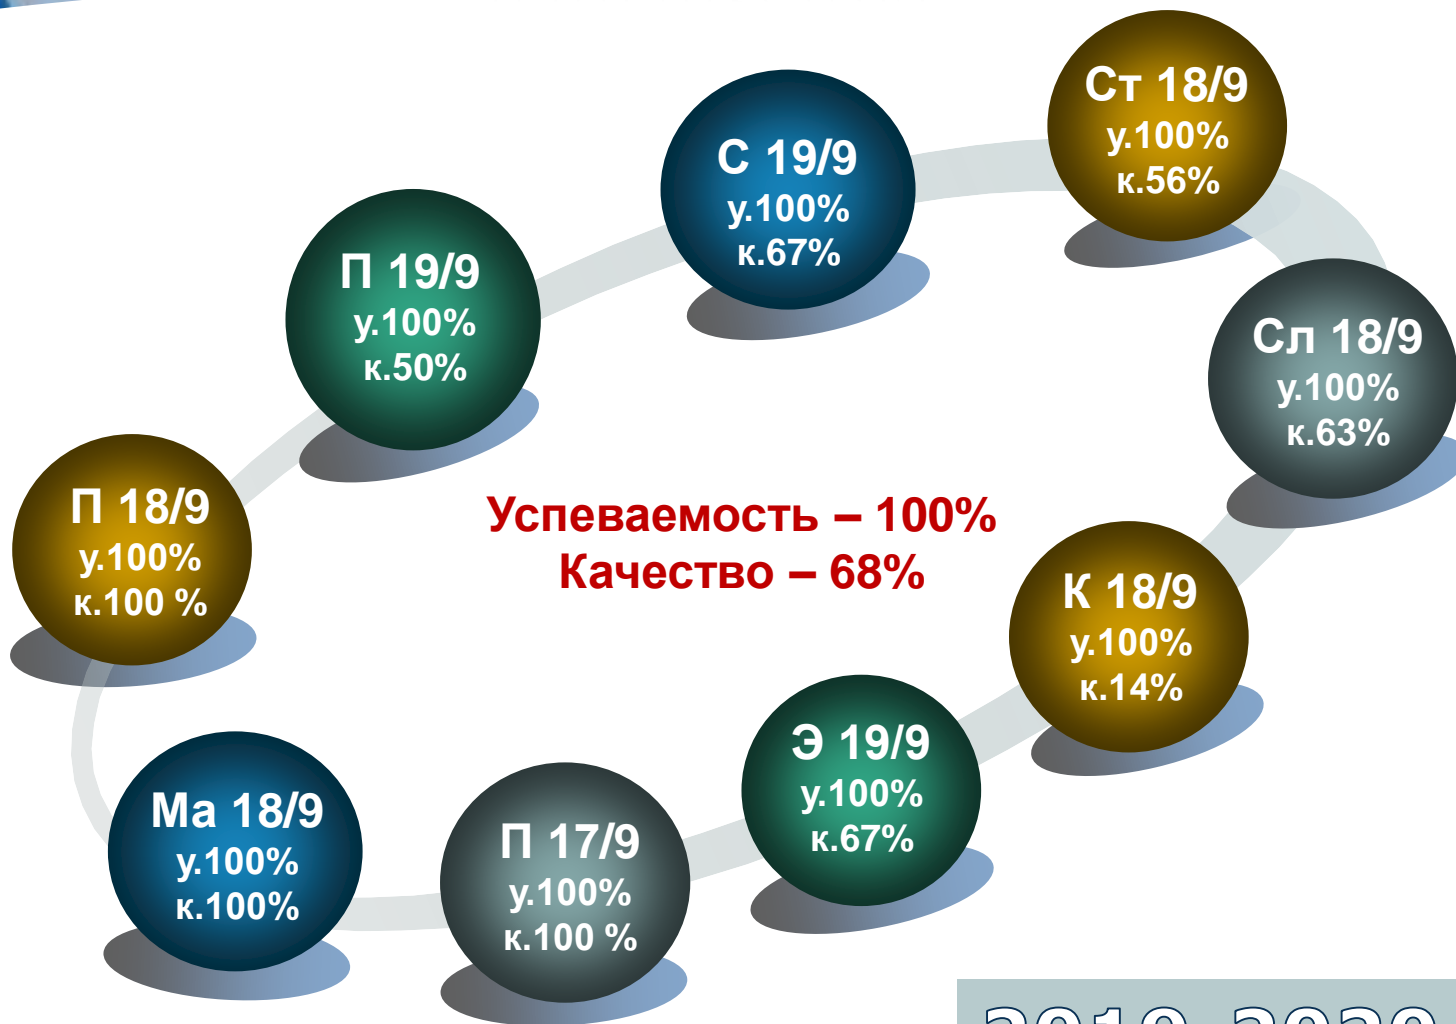 Ст 18/9
у.100%
к.56%
С 19/9
у.100%
к.67%
П 19/9
у.100%
к.50%
Сл 18/9
у.100%
к.63%
П 18/9
у.100%
к.100 %
Успеваемость – 100%
Качество – 68%
К 18/9
у.100%
к.14%
Э 19/9
у.100%
к.67%
Ма 18/9
у.100%
к.100%
П 17/9
у.100%
к.100 %
2019-2020